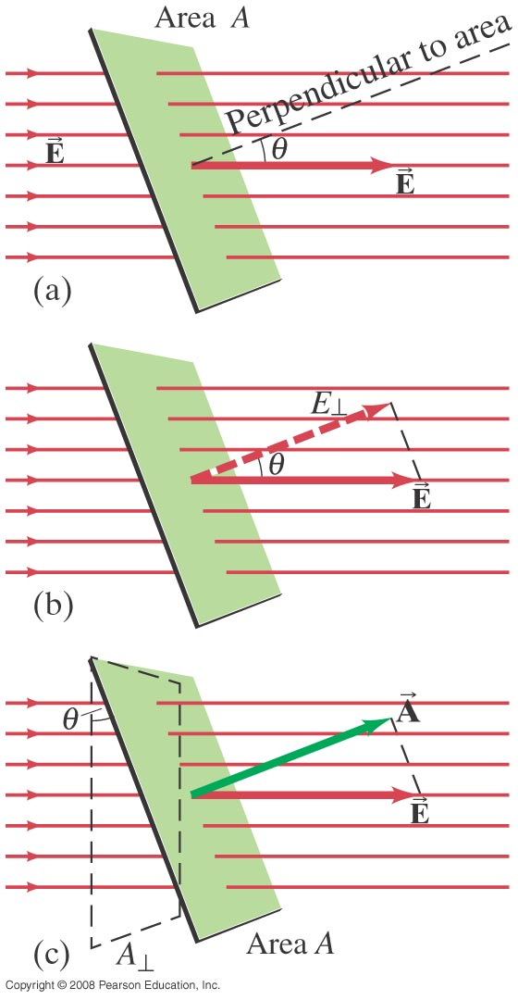 Area A
Perpendicular to area
θ
E⃗
E⃗
(a)
E⊥
θ
E⃗
(b)
θ
A⃗
E⃗
(c)
A⊥
Area A
Copyright © 2008 Pearson Education, Inc.